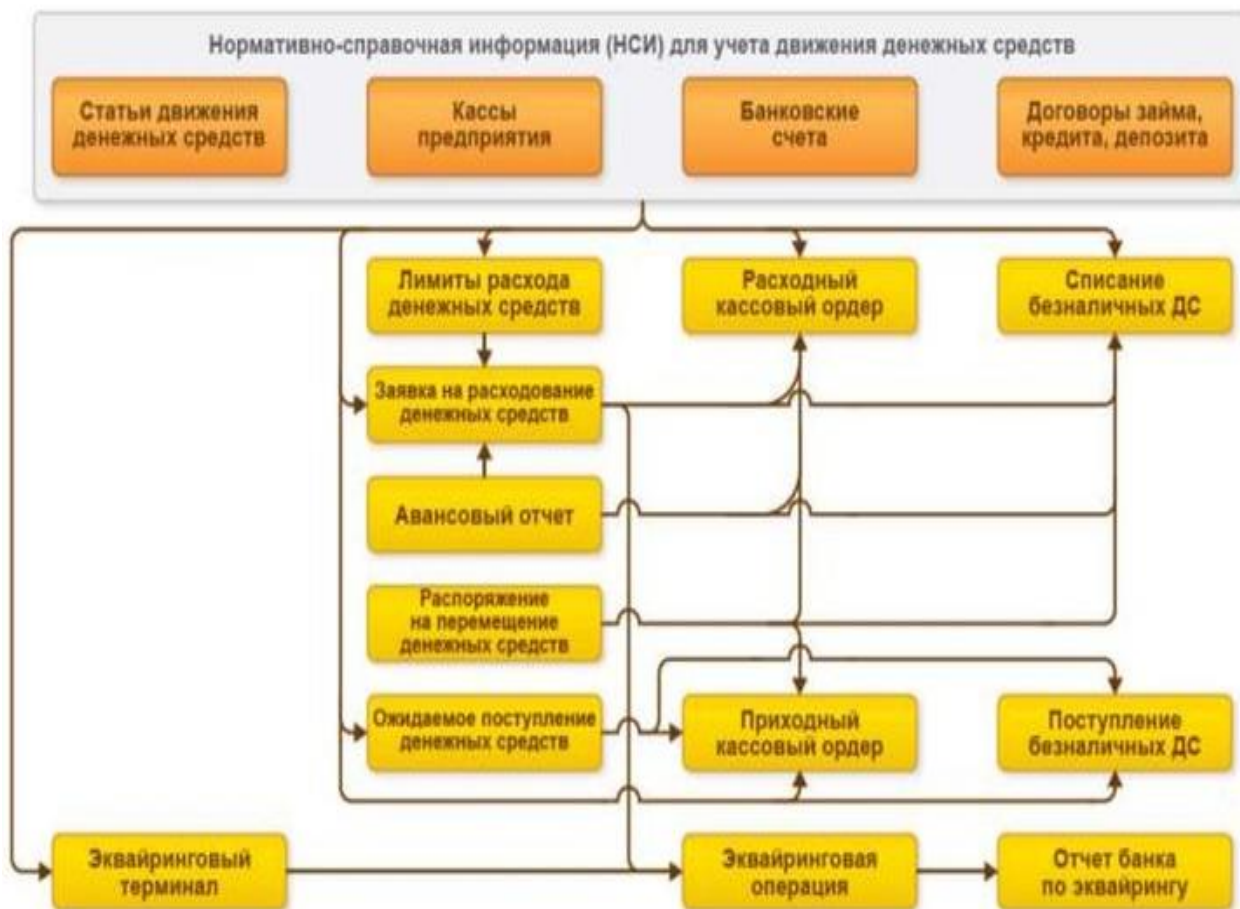 Нормативно-справочная информация (НСИ) для учета движения денежных средств
Статьи движения
денежных средств
Кассы
предприятия
Банковские
счета
Договоры займа,
кредита, депозита
Лимиты расхода
денежных средств
Расходный
кассовый ордер
Списание
безналичных ДС
Заявка на расходование
денежных средств
Авансовый отчет
Распоряжение
на перемещение
денежных средств
Ожидаемое поступление
денежных средств
Приходный
кассовый ордер
Поступление
безналичных ДС
Эквайринговый
терминал
Эквайринговая
операция
Отчет банка
по эквайрингу